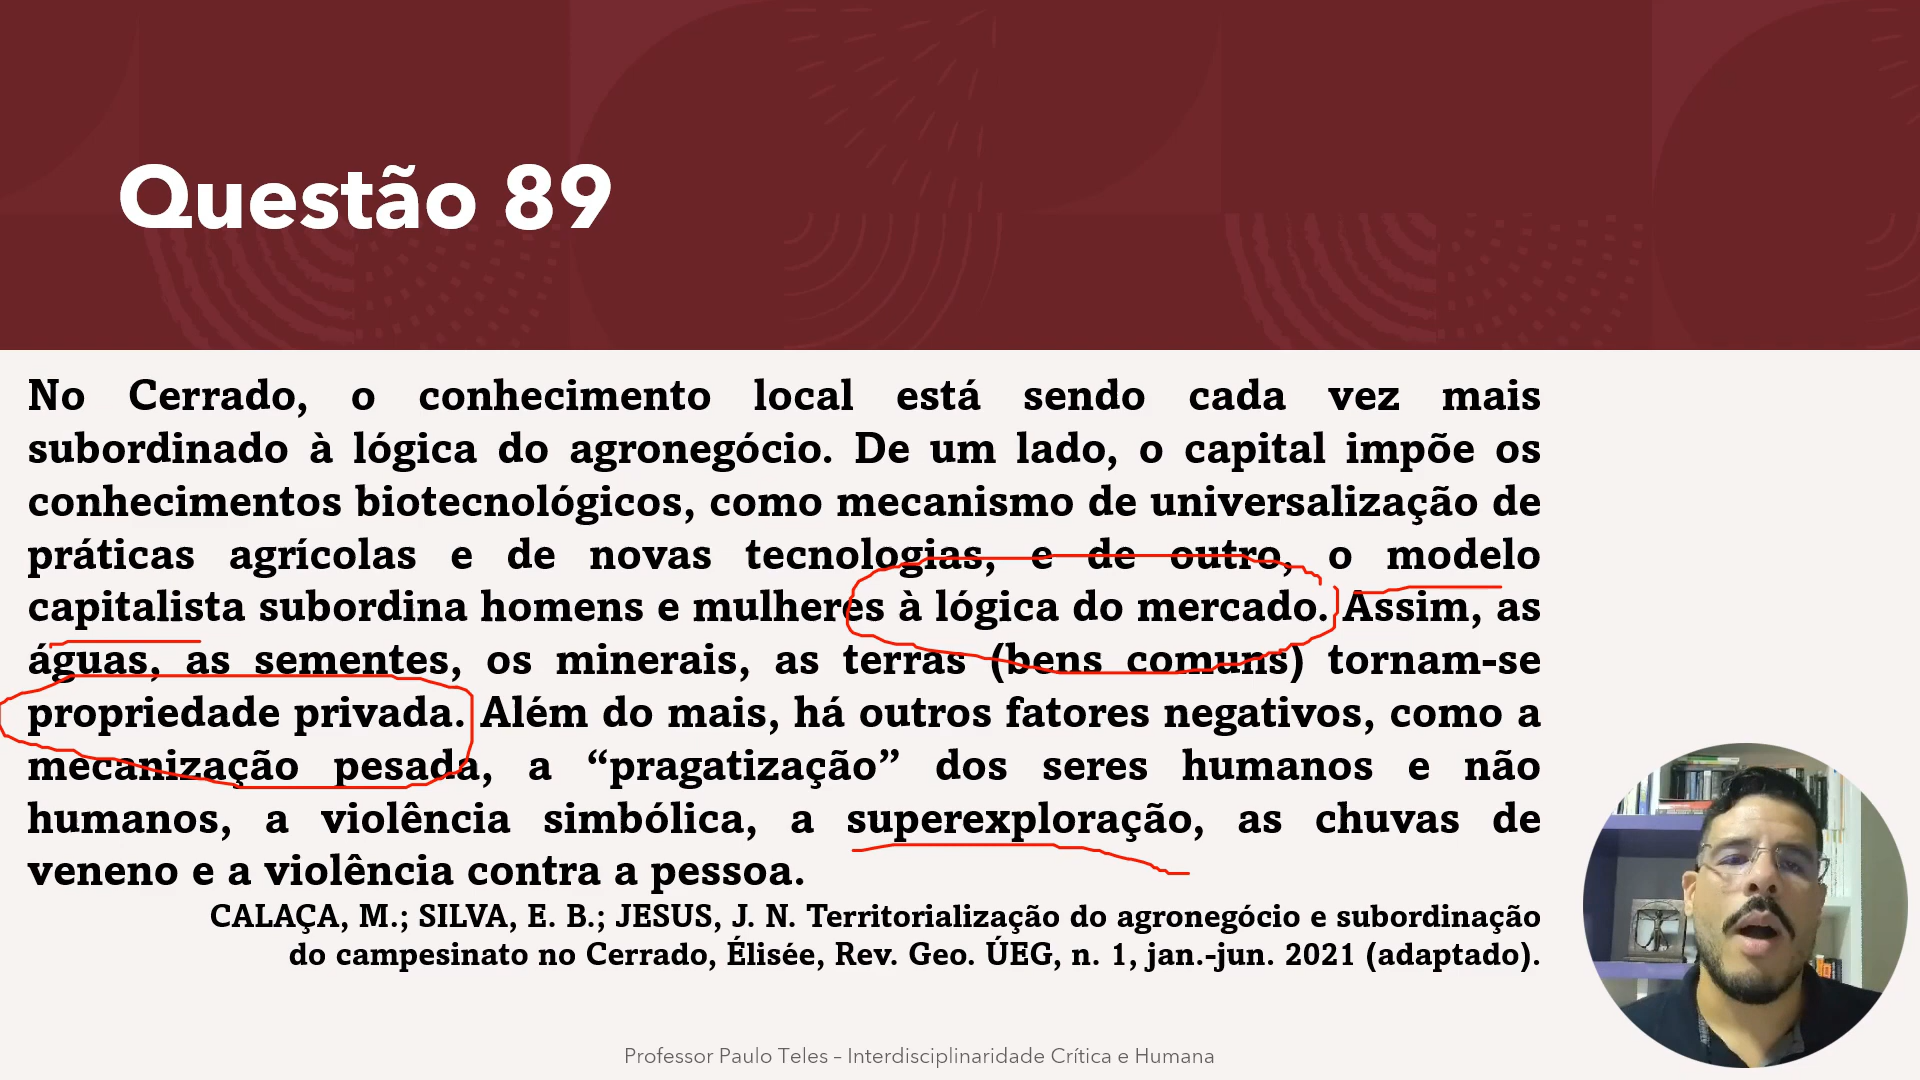 Questão 89
No Cerrado, o conhecimento local está sendo cada vez mais
subordinado à lógica do agronegócio. De um lado, o capital impõe os
conhecimentos biotecnológicos, como mecanismo de universalização de
práticas agrícolas e de novas tecnologias, e de outro, o modelo
capitalista subordina homens e mulheres à lógica do mercado. Assim, as
águas, as sementes, os minerais, as terras (bens comuns) tornam-se
propriedade privada. Além do mais, há outros fatores negativos, como a
mecanização pesada, a “pragatização” dos seres humanos e não
humanos, a violência simbólica, a superexploração, as chuvas de
veneno e a violência contra a pessoa.
CALAÇA, M.; SILVA, E. B.; JESUS, J. N. Territorialização do agronegócio e subordinação
do campesinato no Cerrado, Élisée, Rev. Geo. ÚEG, n. 1, jan.-jun. 2021 (adaptado).
Professor Paulo Teles – Interdisciplinaridade Crítica e Humana